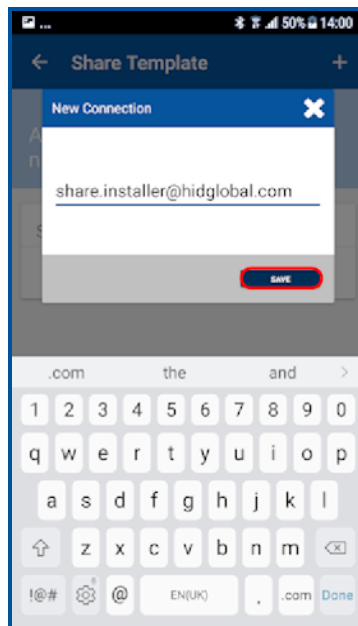 ... 50% 14:00
Share Template +
New Connection
A
n
share.installer@hidglobal.com
S
SAVE
.com the and >
1 2 3 4 5 6 7 8 9 0
q w e r t y u i o p
a s d f g h j k l
z x c v b n m
!@# @ EN(UK) , .com Done